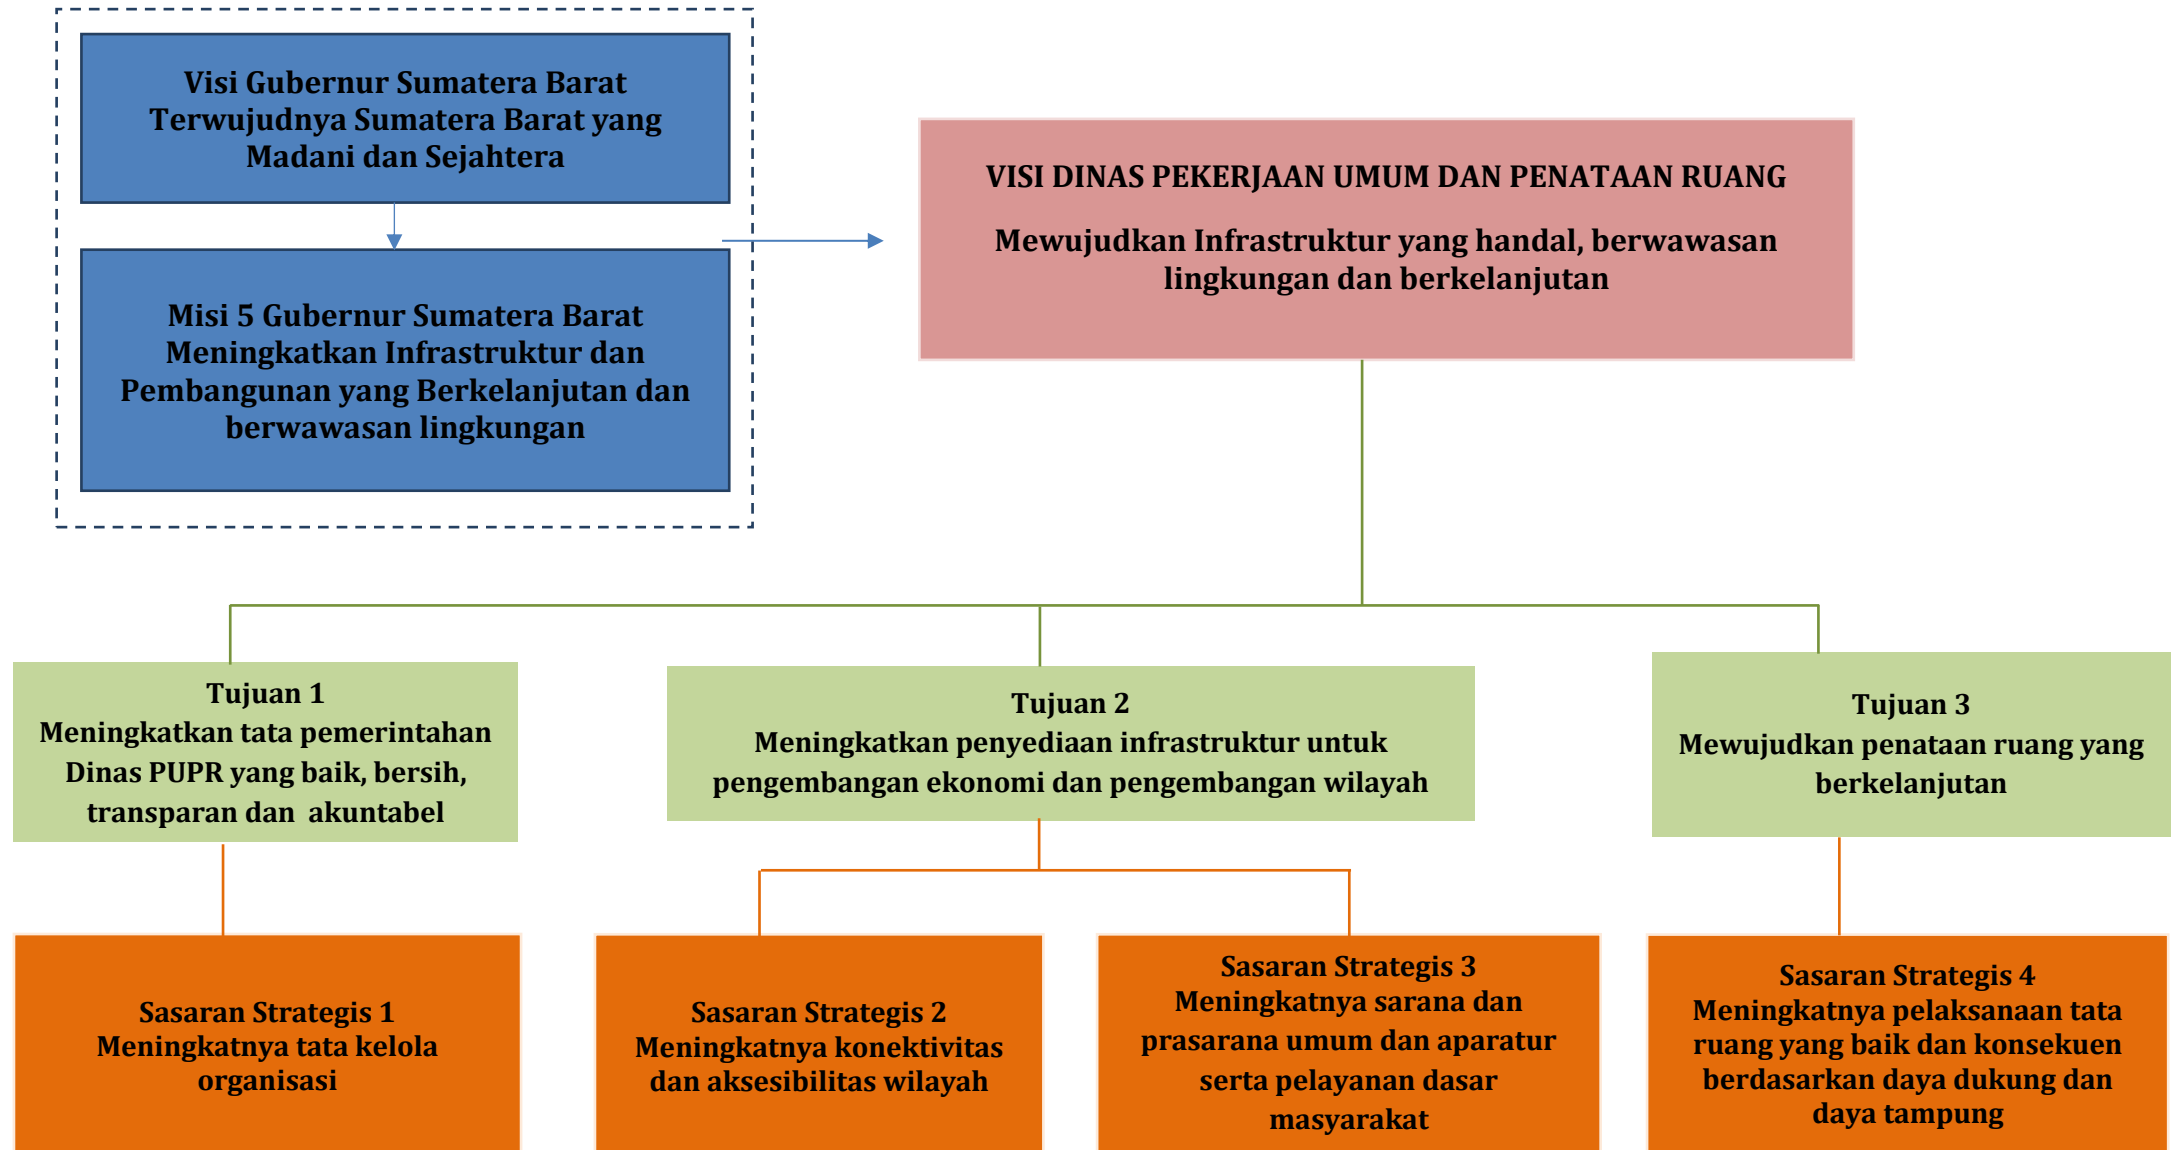 Visi Gubernur Sumatera Barat
Terwujudnya Sumatera Barat yang
Madani dan Sejahtera
Misi 5 Gubernur Sumatera Barat
Meningkatkan Infrastruktur dan
Pembangunan yang Berkelanjutan dan
berwawasan lingkungan
VISI DINAS PEKERJAAN UMUM DAN PENATAAN RUANG
Mewujudkan Infrastruktur yang handal, berwawasan
lingkungan dan berkelanjutan
Tujuan 1
Meningkatkan tata pemerintahan
Dinas PUPR yang baik, bersih,
transparan dan  akuntabel
Tujuan 2
Meningkatkan penyediaan infrastruktur untuk
pengembangan ekonomi dan pengembangan wilayah
Tujuan 3
Mewujudkan penataan ruang yang
berkelanjutan
Sasaran Strategis 1
Meningkatnya tata kelola
organisasi
Sasaran Strategis 2
Meningkatnya konektivitas
dan aksesibilitas wilayah
Sasaran Strategis 3
Meningkatnya sarana dan
prasarana umum dan aparatur
serta pelayanan dasar
masyarakat
Sasaran Strategis 4
Meningkatnya pelaksanaan tata
ruang yang baik dan konsekuen
berdasarkan daya dukung dan
daya tampung